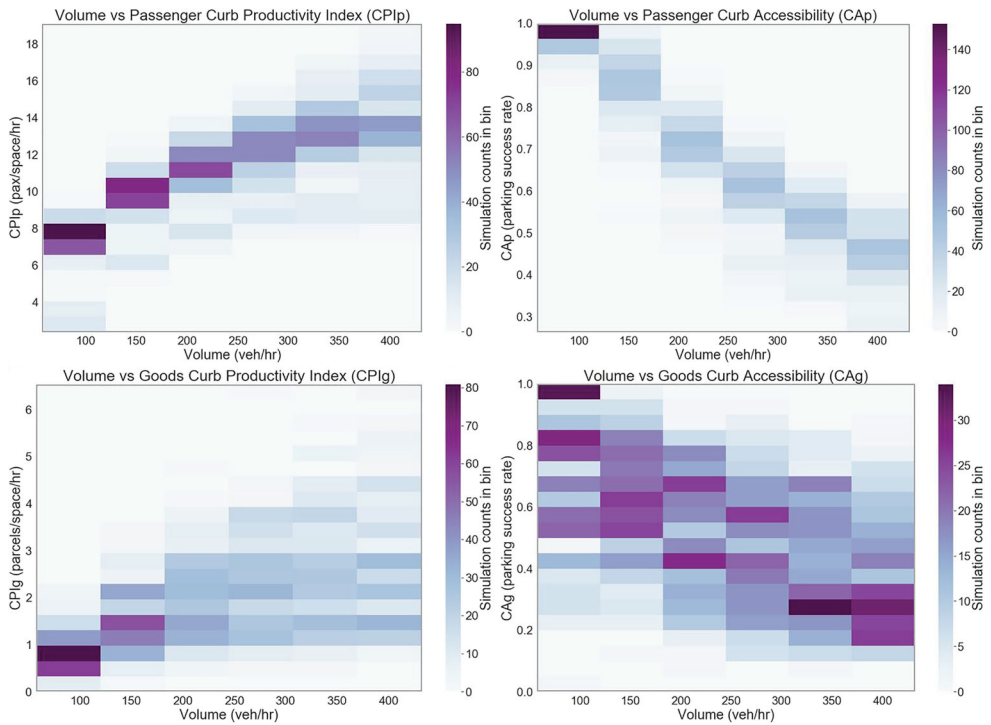 Volume vs Passenger Curb Productivity Index (CPIp)
18
16
14
12
10
8
6
4
CPIp (pax/space/hr)
100 150 200 250 300 350 400
Volume (veh/hr)
80
60
40
20
0
Simulation counts in bin
Volume vs Passenger Curb Accessibility (CAp)
1.0
0.9
0.8
0.7
0.6
0.5
0.4
0.3
CAp (parking success rate)
100 150 200 250 300 350 400
Volume (veh/hr)
140
120
100
80
60
40
20
0
Simulation counts in bin
Volume vs Goods Curb Productivity Index (CPIg)
6
5
4
3
2
1
0
CPIg (parcels/space/hr)
100 150 200 250 300 350 400
Volume (veh/hr)
80
70
60
50
40
30
20
10
0
Simulation counts in bin
Volume vs Goods Curb Accessibility (CAg)
1.0
0.8
0.6
0.4
0.2
0.0
CAg (parking success rate)
100 150 200 250 300 350 400
Volume (veh/hr)
30
25
20
15
10
5
0
Simulation counts in bin